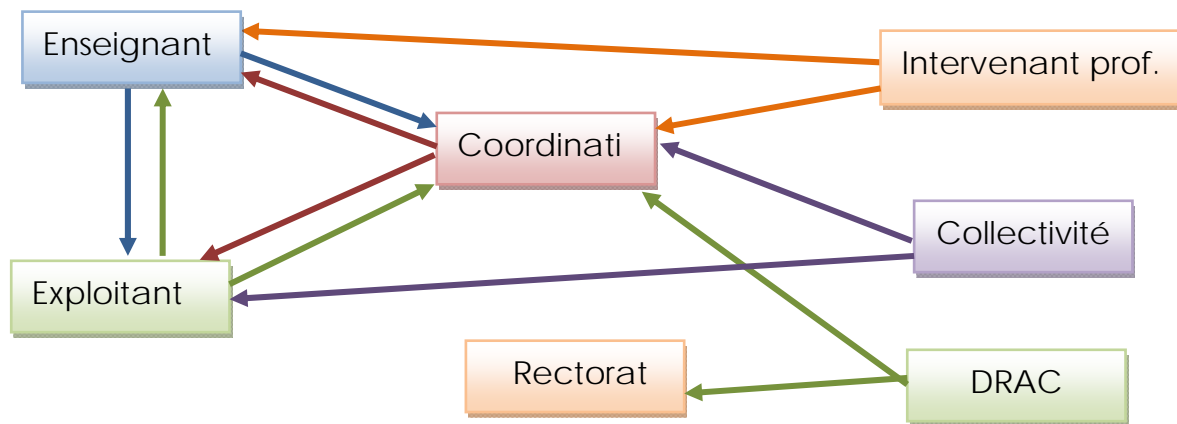 Enseignant
Intervenant prof.
Coordinati
Collectivité
Exploitant
Rectorat
DRAC